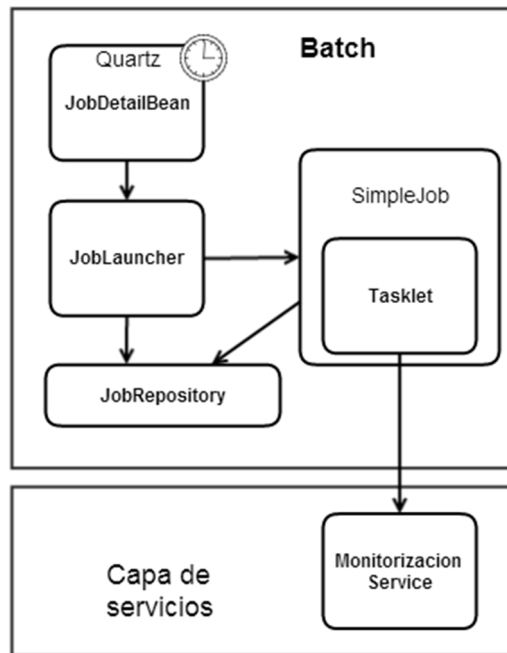 Batch
Quartz
JobDetailBean
SimpleJob
JobLauncher
Tasklet
JobRepository
Monitorizacion
Service
Capa de
servicios